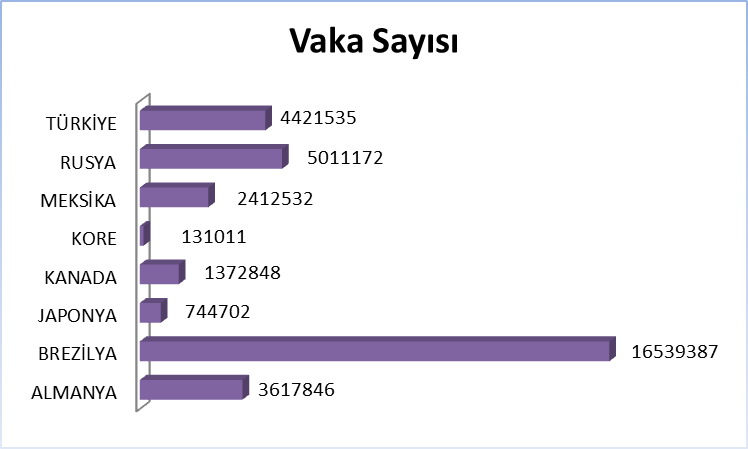 Vaka Sayısı
TÜRKİYE 4421535
RUSYA 5011172
MEKSİKA 2412532
KORE 131011
KANADA 1372848
JAPONYA 744702
BREZİLYA 16539387
ALMANYA 3617846